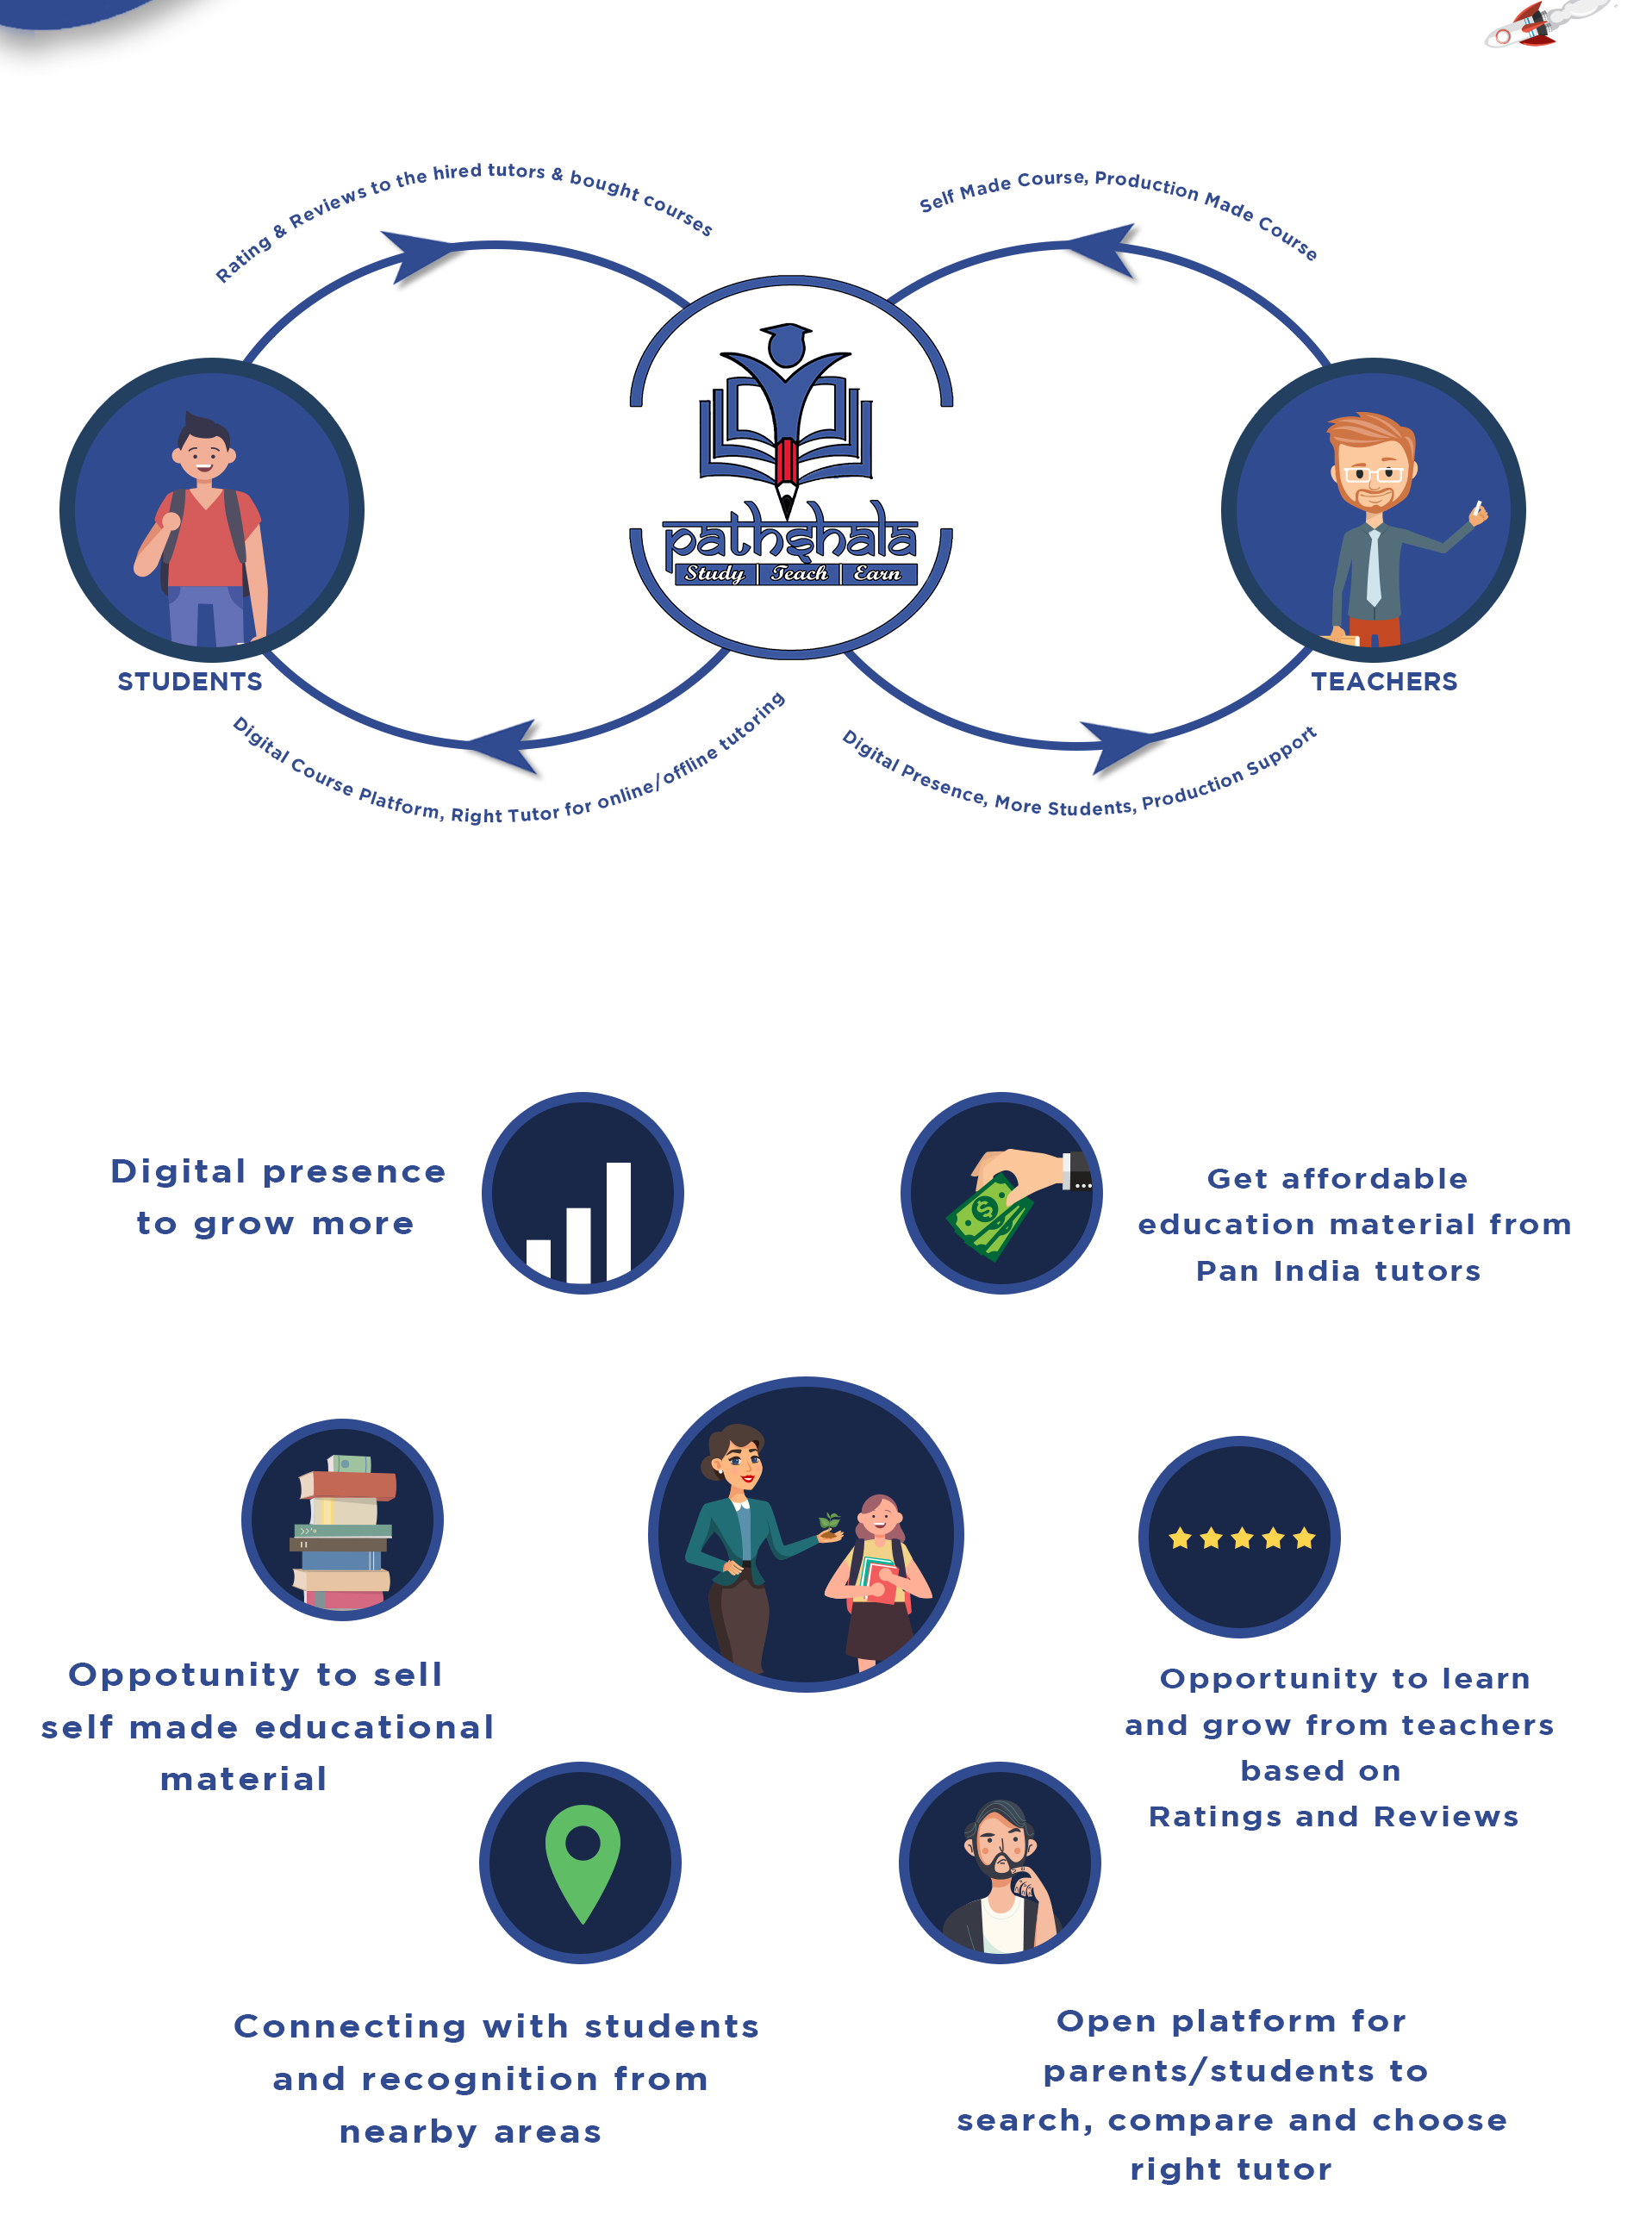 Rating & Reviews to the hired tutors & bought courses
Self Made Course, Production Made Course
pathshala
Study | Teach | Earn
STUDENTS
TEACHERS
Digital Course Platform, Right Tutor for online/offline tutoring
Digital Presence, More Students, Production Support
Digital presence
to grow more
Get affordable
education material from
Pan India tutors
Oppotunity to sell
self made educational
material
Opportunity to learn
and grow from teachers
based on
Ratings and Reviews
Connecting with students
and recognition from
nearby areas
Open platform for
parents/students to
search, compare and choose
right tutor